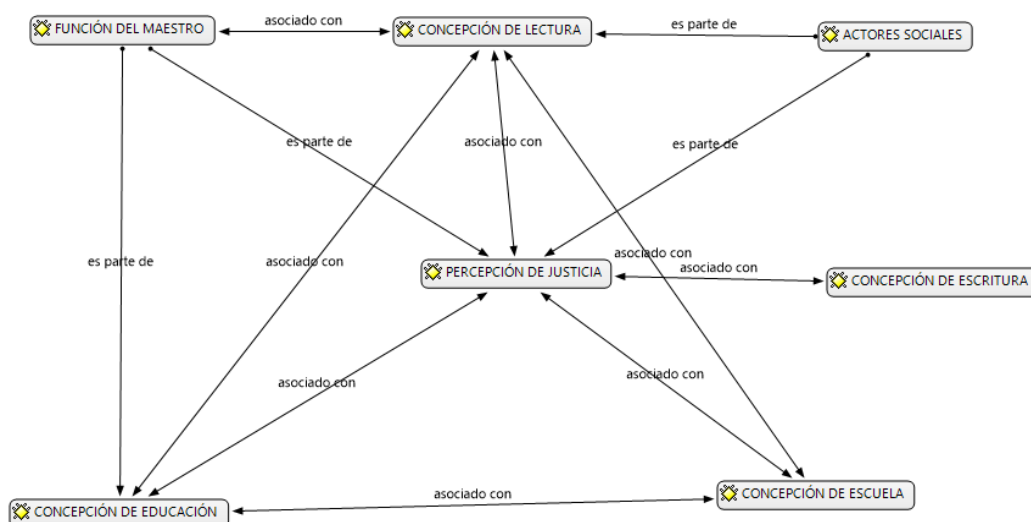 asociado con
es parte de
FUNCIÓN DEL MAESTRO
CONCEPCIÓN DE LECTURA
ACTORES SOCIALES
es parte de
asociado con
es parte de
es parte de
asociado con
asociado con
asociado con
PERCEPCIÓN DE JUSTICIA
CONCEPCIÓN DE ESCRITURA
asociado con
asociado con
asociado con
CONCEPCIÓN DE ESCUELA
CONCEPCIÓN DE EDUCACIÓN